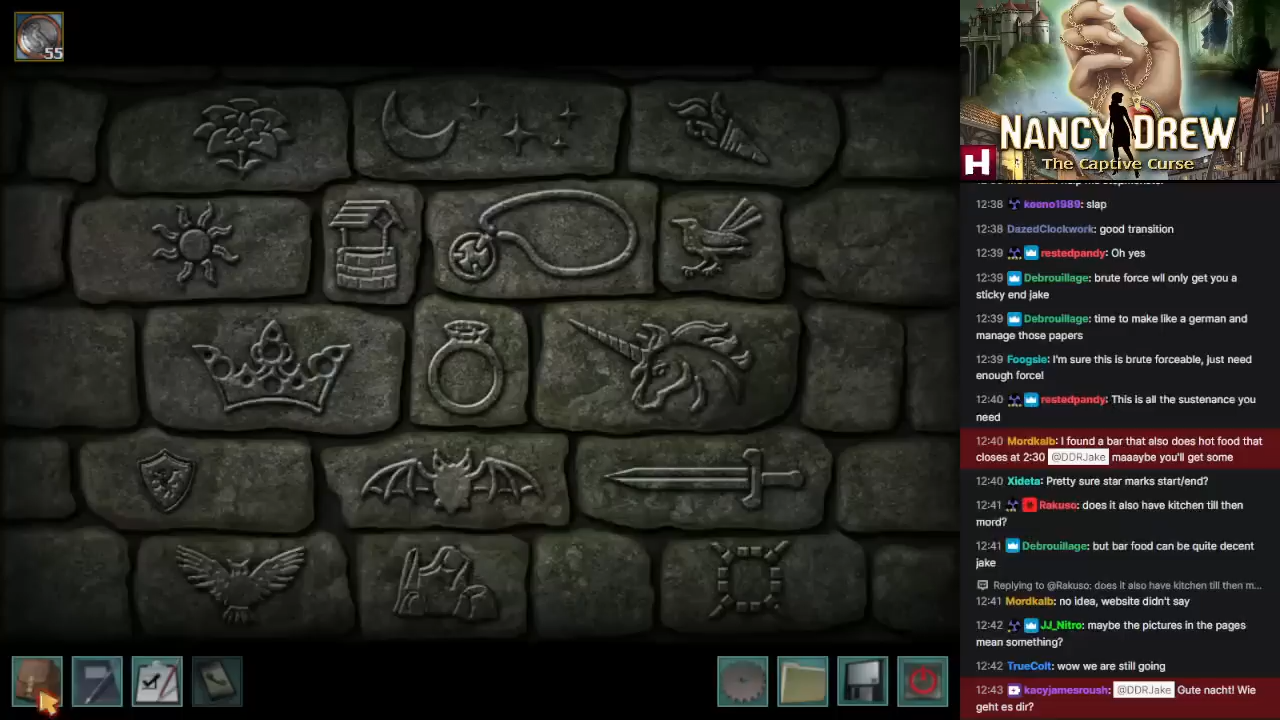 55
NANCY DREW
The Captive Curse
H
12:38 keeno1989: slap
12:38 DazedClockwork: good transition
12:39 restedpandy: Oh yes
12:39 Debrouillage: brute force wll only get you a
sticky end jake
12:39 Debrouillage: time to make like a german and
manage those papers
12:39 Foogsie: I'm sure this is brute forceable, just need
enough force!
12:40 restedpandy: This is all the sustenance you
need
12:40 Mordkalb: I found a bar that also does hot food that
closes at 2:30 @DDRJake maaaybe you'll get some
12:40 Xideta: Pretty sure star marks start/end?
12:41 Rakuso: does it also have kitchen till then
mord?
12:41 Debrouillage: but bar food can be quite decent
jake
Replying to @Rakuso: does it also have kitchen till then m...
12:41 Mordkalb: no idea, website didn't say
12:42 JJ_Nitro: maybe the pictures in the pages
mean something?
12:42 TrueColt: wow we are still going
12:43 kacyjamesroush: @DDRJake Gute nacht! Wie
geht es dir?